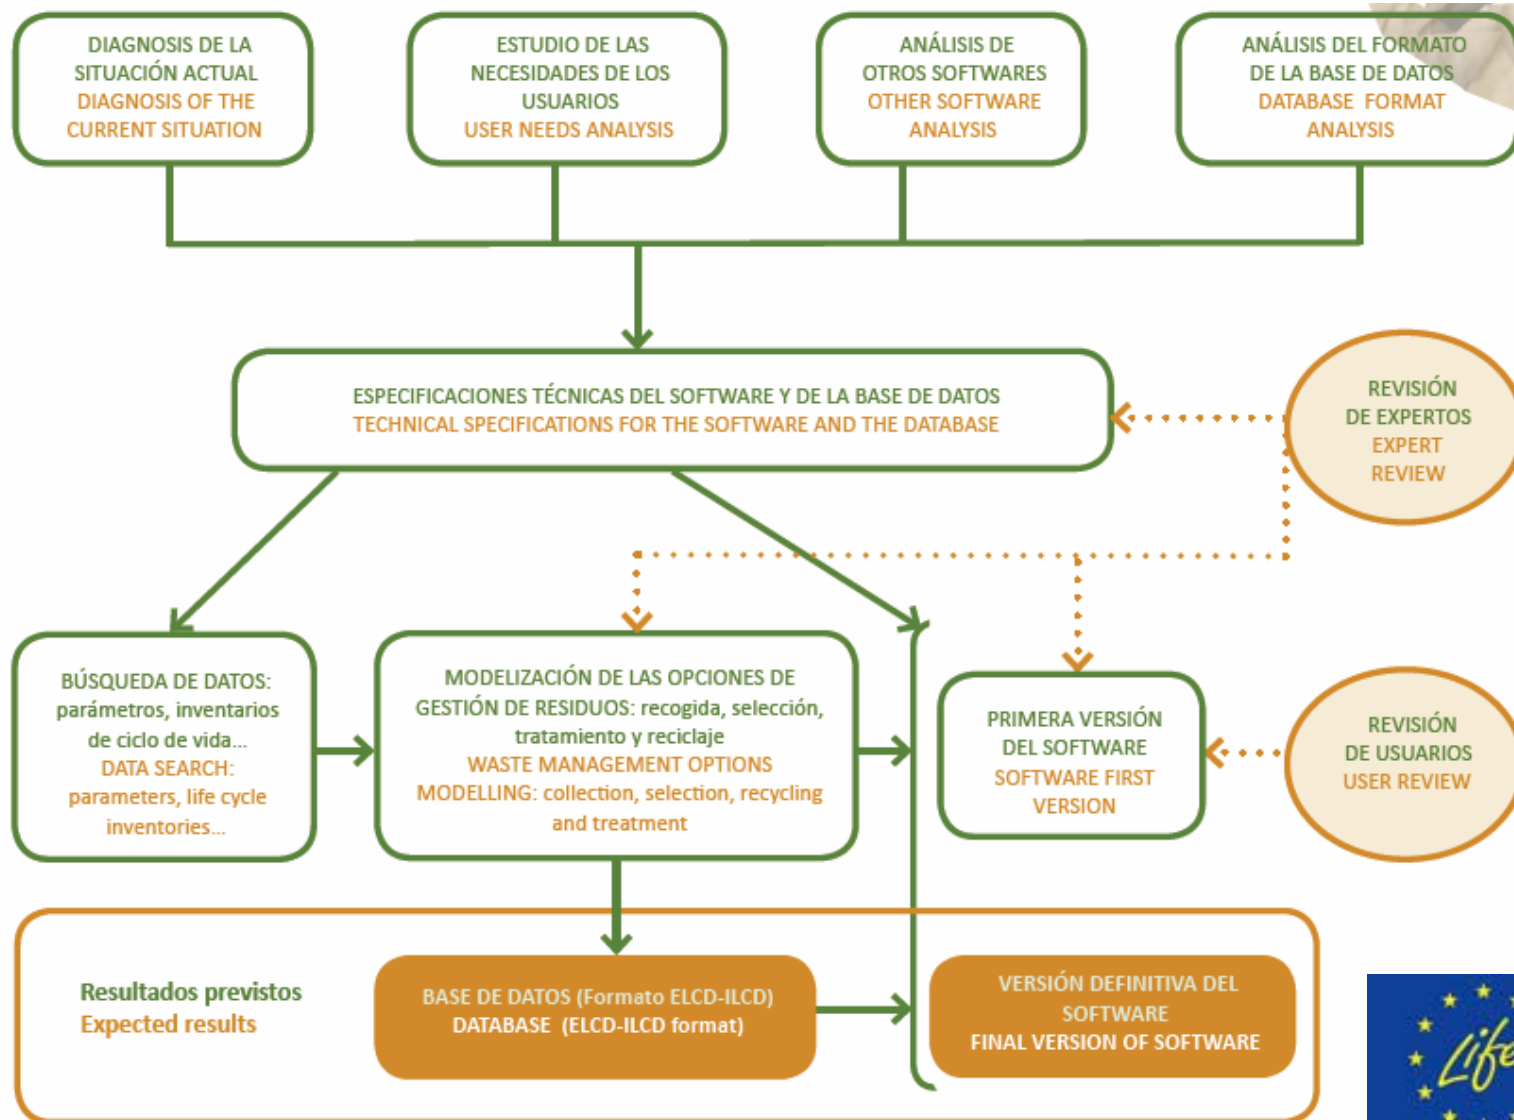 DIAGNOSIS DE LA
SITUACIÓN ACTUAL
DIAGNOSIS OF THE
CURRENT SITUATION
ESTUDIO DE LAS
NECESIDADES DE LOS
USUARIOS
USER NEEDS ANALYSIS
ANÁLISIS DE
OTROS SOFTWARES
OTHER SOFTWARE
ANALYSIS
ANÁLISIS DEL FORMATO
DE LA BASE DE DATOS
DATABASE FORMAT
ANALYSIS
ESPECIFICACIONES TÉCNICAS DEL SOFTWARE Y DE LA BASE DE DATOS
TECHNICAL SPECIFICATIONS FOR THE SOFTWARE AND THE DATABASE
REVISIÓN
DE EXPERTOS
EXPERT
REVIEW
BÚSQUEDA DE DATOS:
parámetros, inventarios
de ciclo de vida...
DATA SEARCH:
parameters, life cycle
inventories...
MODELIZACIÓN DE LAS OPCIONES DE
GESTIÓN DE RESIDUOS: recogida, selección,
tratamiento y reciclaje
WASTE MANAGEMENT OPTIONS
MODELLING: collection, selection, recycling
and treatment
PRIMERA VERSIÓN
DEL SOFTWARE
SOFTWARE FIRST
VERSION
REVISIÓN
DE USUARIOS
USER REVIEW
Resultados previstos
Expected results
BASE DE DATOS (Formato ELCD-ILCD)
DATABASE (ELCD-ILCD format)
VERSIÓN DEFINITIVA DEL
SOFTWARE
FINAL VERSION OF SOFTWARE
Life